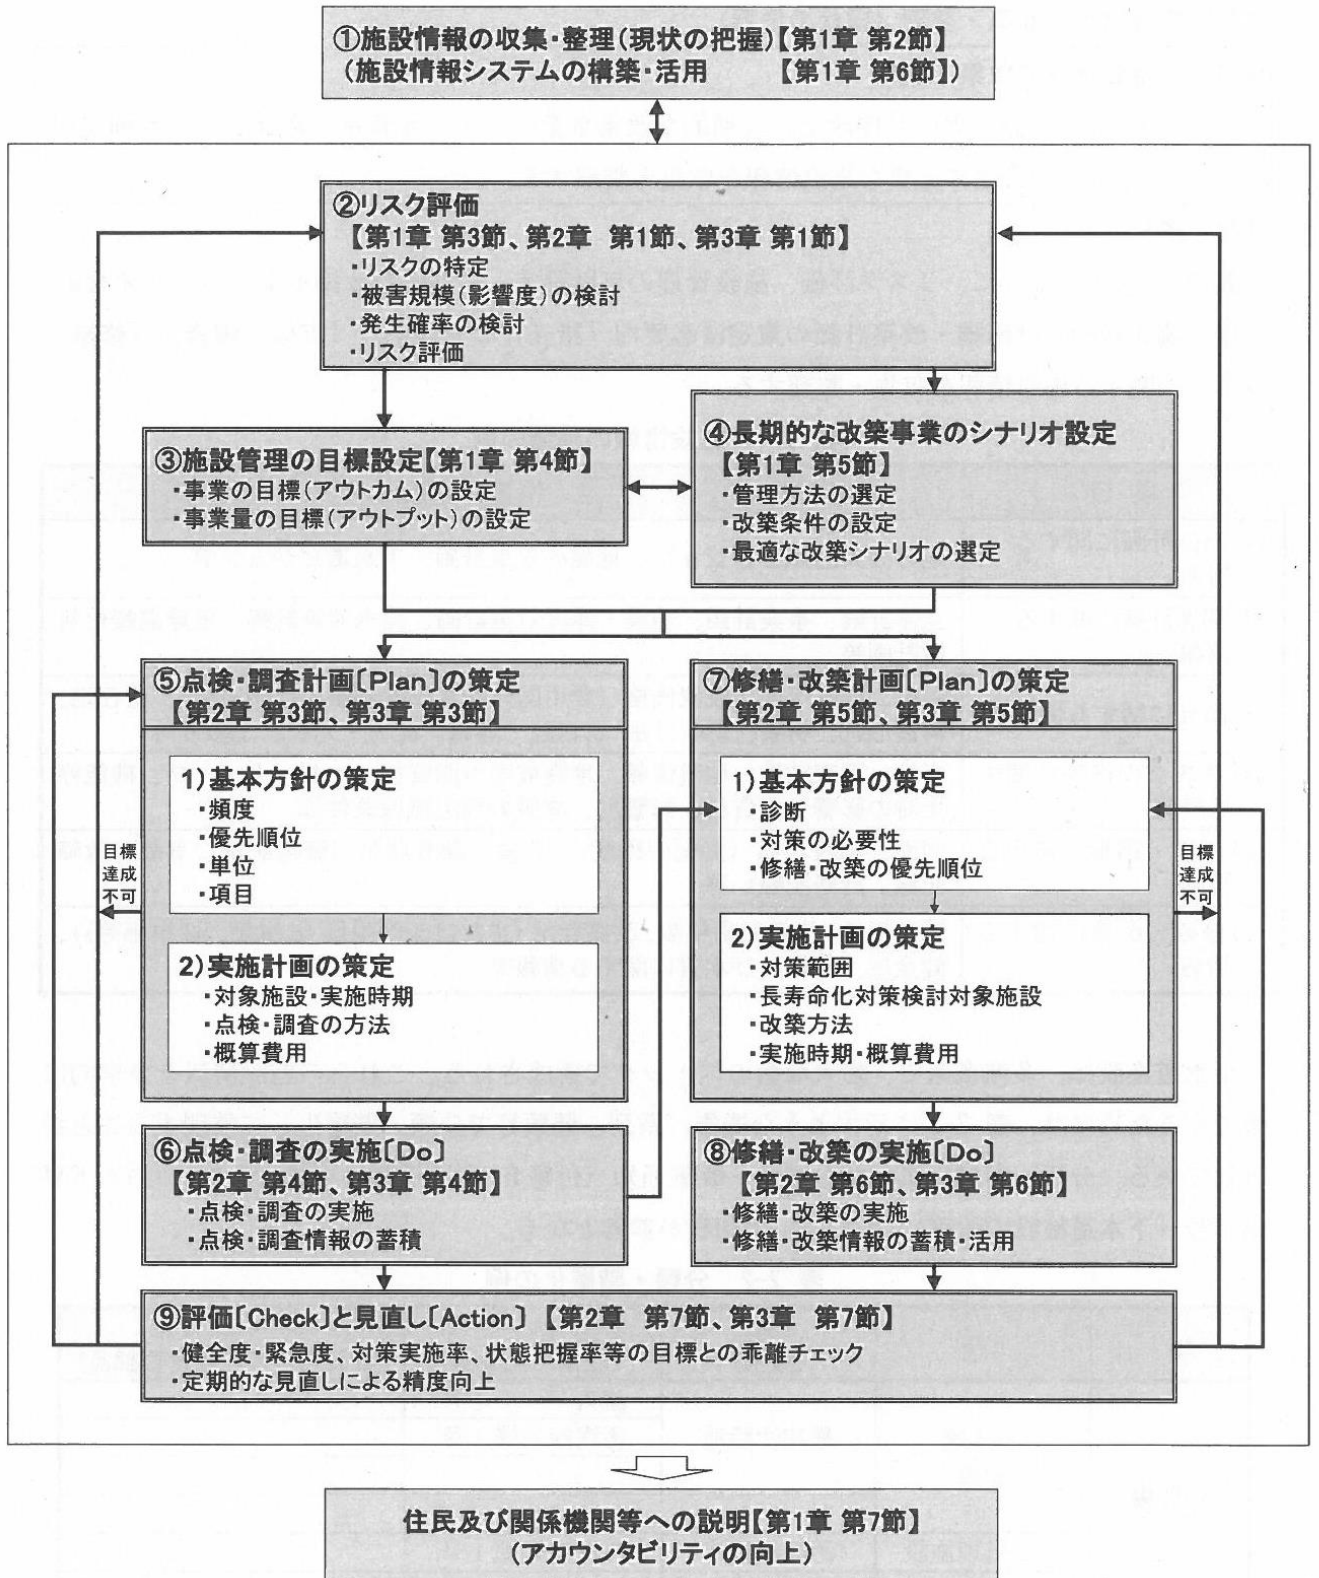 ①施設情報の収集・整理(現状の把握)【第1章 第2節】
(施設情報システムの構築・活用 【第1章 第6節】)
②リスク評価
【第1章 第3節、第2章 第1節、第3章 第1節】
・リスクの特定
・被害規模(影響度)の検討
・発生確率の検討
・リスク評価
③施設管理の目標設定【第1章 第4節】
・事業の目標(アウトカム)の設定
・事業量の目標(アウトプット)の設定
④長期的な改築事業のシナリオ設定
【第1章 第5節】
・管理方法の選定
・改築条件の設定
・最適な改築シナリオの選定
⑤点検・調査計画〔Plan〕の策定
【第2章 第3節、第3章 第3節】
1)基本方針の策定
・頻度
・優先順位
・単位
・項目
2)実施計画の策定
・対象施設・実施時期
・点検・調査の方法
・概算費用
目標
達成
不可
⑦修繕・改築計画〔Plan〕の策定
【第2章 第5節、第3章 第5節】
1)基本方針の策定
・診断
・対策の必要性
・修繕・改築の優先順位
2)実施計画の策定
・対策範囲
・長寿命化対策検討対象施設
・改築方法
・実施時期・概算費用
目標
達成
不可
⑥点検・調査の実施〔Do〕
【第2章 第4節、第3章 第4節】
・点検・調査の実施
・点検・調査情報の蓄積
⑧修繕・改築の実施〔Do〕
【第2章 第6節、第3章 第6節】
・修繕・改築の実施
・修繕・改築情報の蓄積・活用
⑨評価〔Check〕と見直し〔Action〕【第2章 第7節、第3章 第7節】
・健全度・緊急度、対策実施率、状態把握率等の目標との乖離チェック
・定期的な見直しによる精度向上
住民及び関係機関等への説明【第1章 第7節】
(アカウンタビリティの向上)